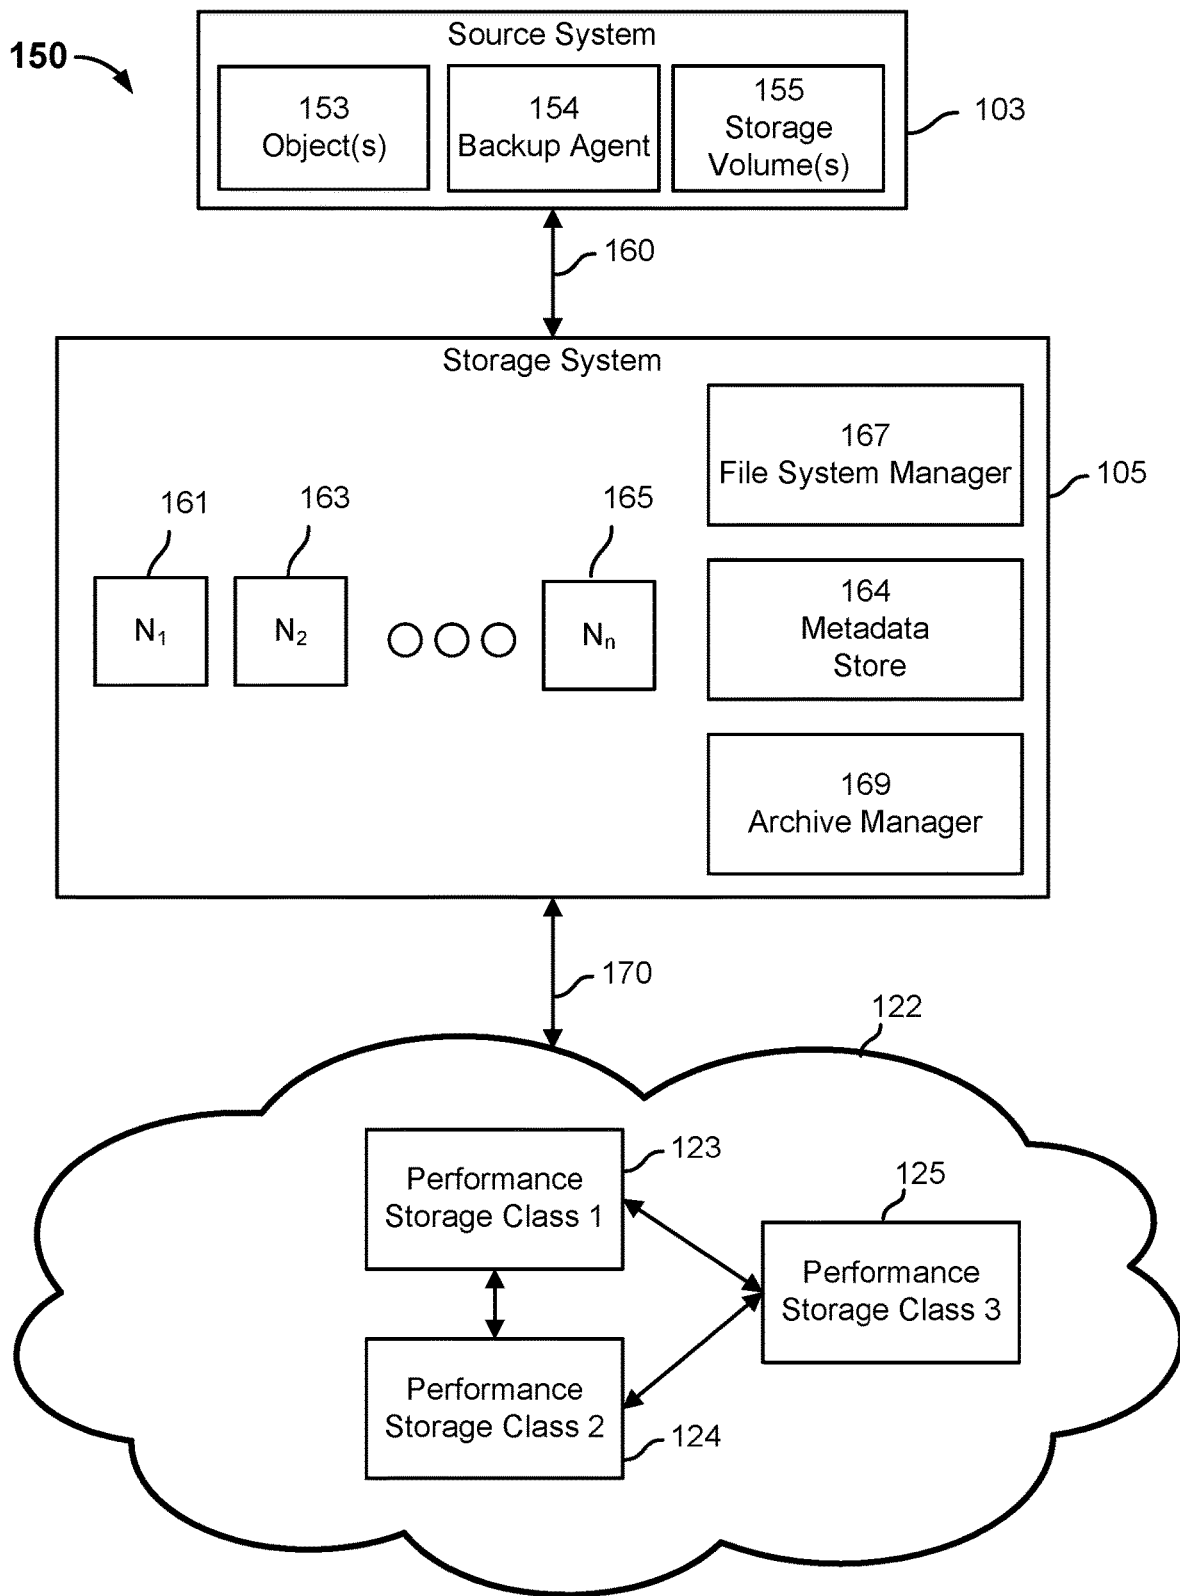 150
Source System
153
Object(s)
154
Backup Agent
155
Storage
Volume(s)
103
160
Storage System
161
163
165
N₁
N₂
Nₙ
167
File System Manager
105
164
Metadata
Store
169
Archive Manager
170
122
Performance
Storage Class 1
123
125
Performance
Storage Class 3
Performance
Storage Class 2
124